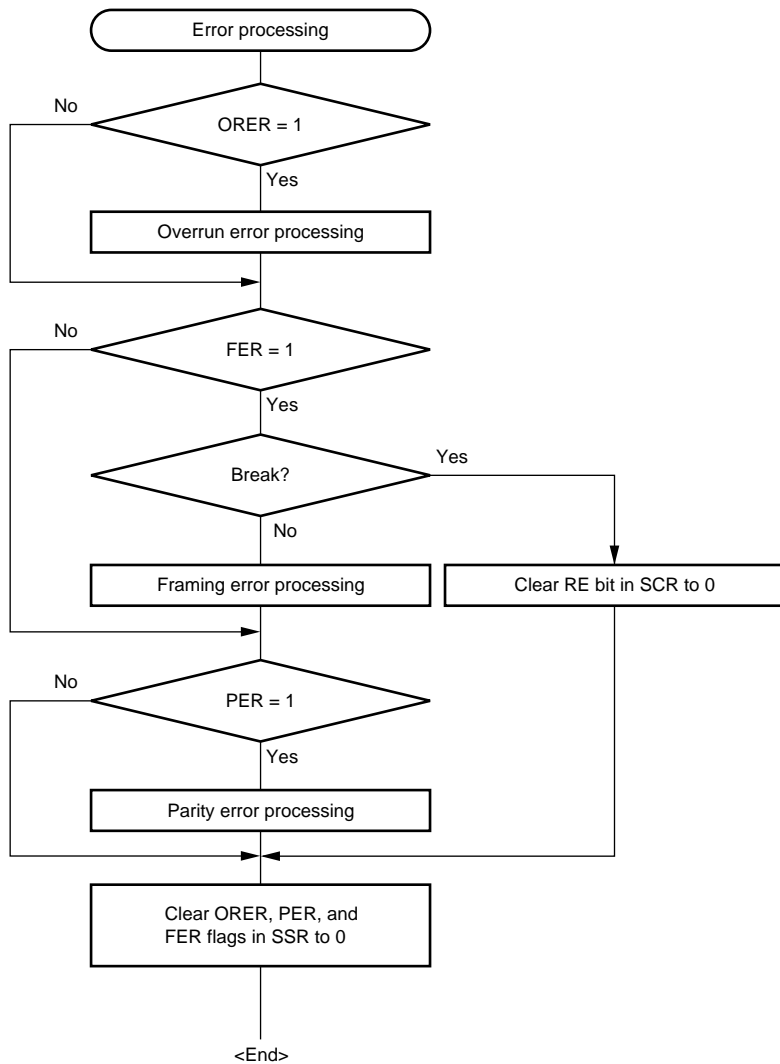 Error processing
No
ORER = 1
Yes
Overrun error processing
No
FER = 1
Yes
Break?
Yes
No
Framing error processing
Clear RE bit in SCR to 0
No
PER = 1
Yes
Parity error processing
Clear ORER, PER, and
FER flags in SSR to 0
<End>